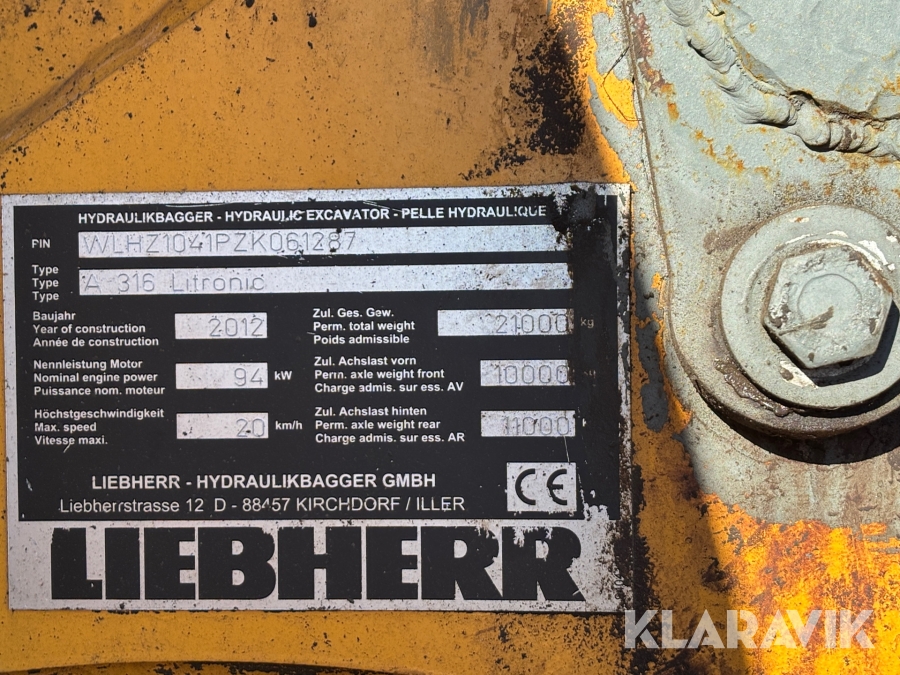 HYDRAULIKBAGGER - HYDRAULIC EXCAVATOR - PELLE HYDRAULIQUE
PIN WLHZ1041PZK061287
Type
Type A 316 Litronic
Type
Baujahr
Year of construction 2012
Année de construction
Zul. Ges. Gew.
Perm. total weight 21000 kg
Poids admissible
Nennleistung Motor
Nominal engine power 94 kW
Puissance nom. moteur
Zul. Achslast vorn
Perm. axle weight front 10000
Charge admis. sur ess. AV
Höchstgeschwindigkeit
Max. speed 20 km/h
Vitesse maxi.
Zul. Achslast hinten
Perm. axle weight rear 11000
Charge admis. sur ess. AR
LIEBHERR - HYDRAULIKBAGGER GMBH
Liebherrstrasse 12 D - 88457 KIRCHDORF / ILLER
CE
LIEBHERR
KLARAVIK